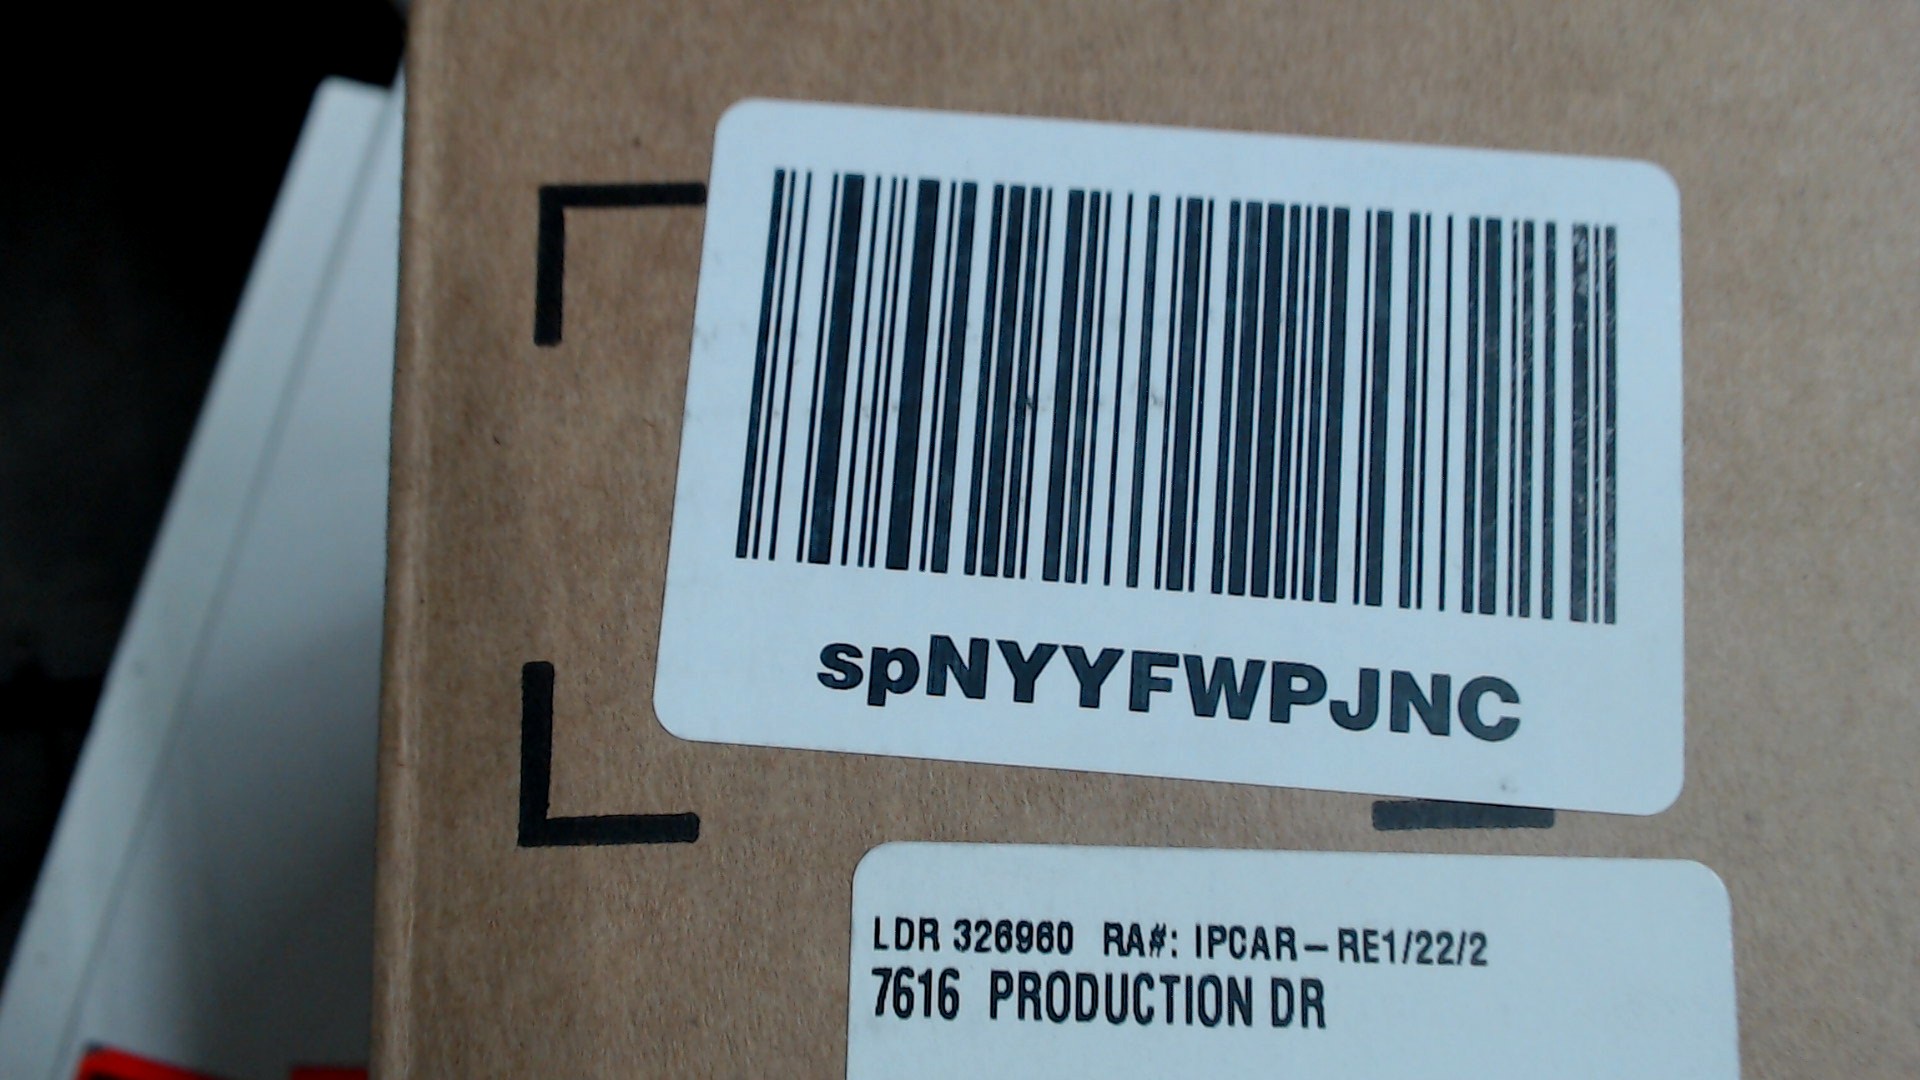 spNYYFWPJNC
LDR 326960 RA#: IPCAR-RE1/22/2
7616 PRODUCTION DR